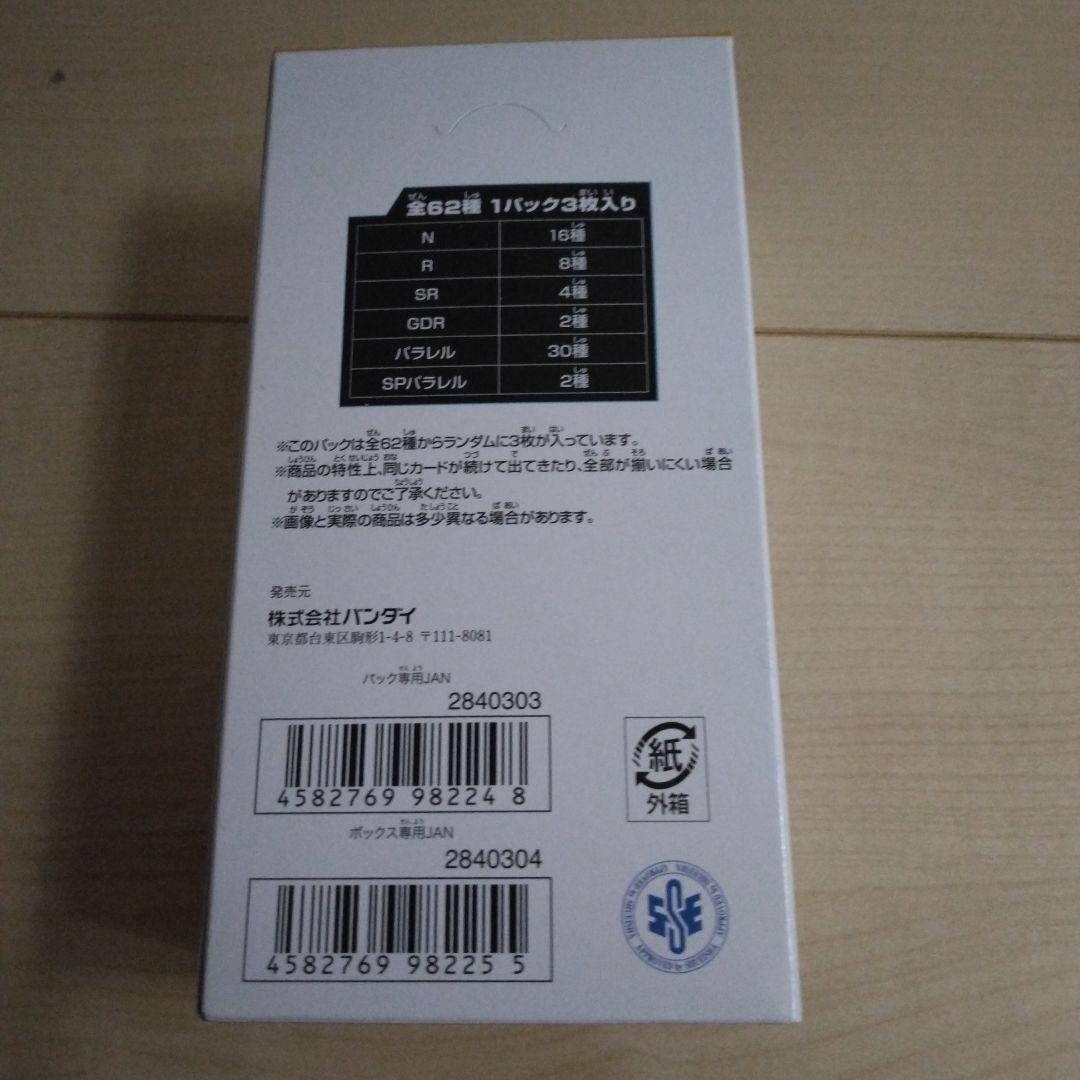 全62種 1パック3枚入り
N 16種
R 8種
SR 4種
GDR 2種
パラレル 30種
SPパラレル 2種
※このパックは全62種からランダムに3枚が入っています。
※商品の特性上、同じカードが続けて出てきたり、全部が揃いにくい場合
がありますのでご了承ください。
※画像と実際の商品は多少異なる場合があります。
発売元
株式会社バンダイ
東京都台東区駒形1-4-8 〒111-8081
パック専用JAN
2840303
4582769 98224 8
紙
外箱
ボックス専用JAN
2840304
4582769 98225 5
SSE